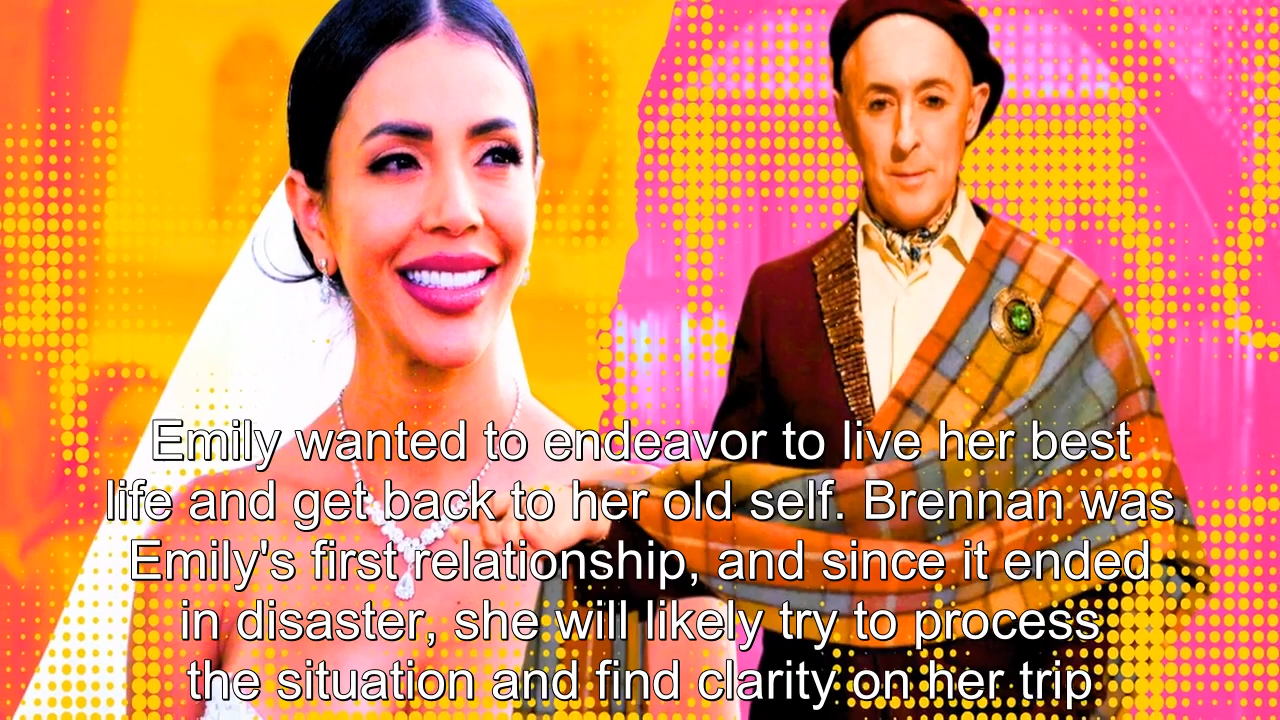 Emily wanted to endeavor to live her best
life and get back to her old self. Brennan was
Emily's first relationship, and since it ended
in disaster, she will likely try to process
the situation and find clarity on her trip